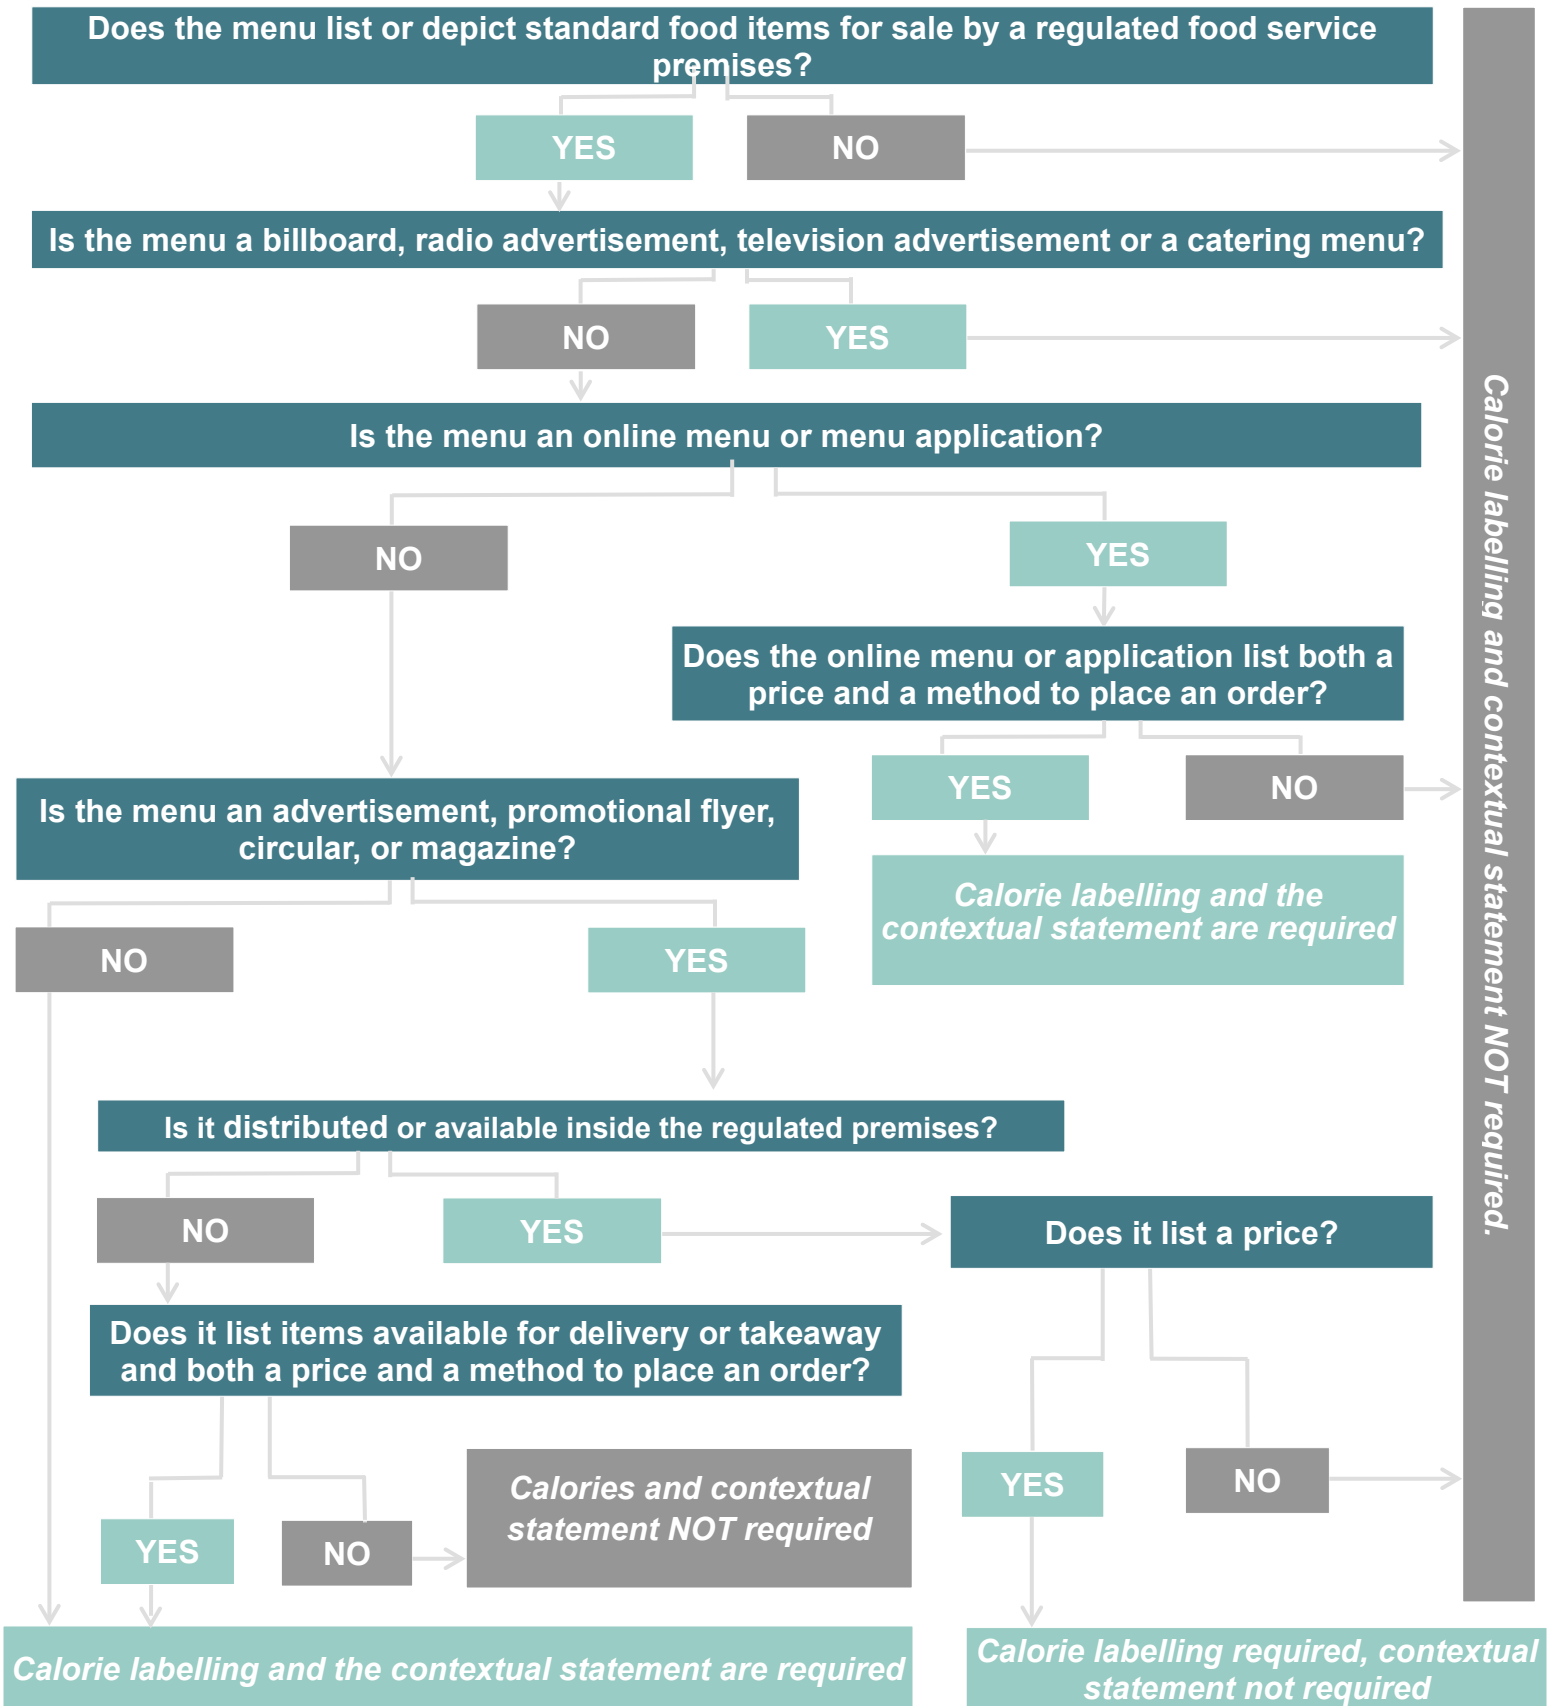 Does the menu list or depict standard food items for sale by a regulated food service
premises?
YES
NO
Is the menu a billboard, radio advertisement, television advertisement or a catering menu?
NO
YES
Is the menu an online menu or menu application?
NO
YES
Does the online menu or application list both a
price and a method to place an order?
YES
NO
Is the menu an advertisement, promotional flyer,
circular, or magazine?
Calorie labelling and the
contextual statement are required
NO
YES
Is it distributed or available inside the regulated premises?
NO
YES
Does it list a price?
Does it list items available for delivery or takeaway
and both a price and a method to place an order?
YES
NO
Calories and contextual
statement NOT required
YES
NO
Calorie labelling and the contextual statement are required
Calorie labelling required, contextual
statement not required
Calorie labelling and contextual statement NOT required.